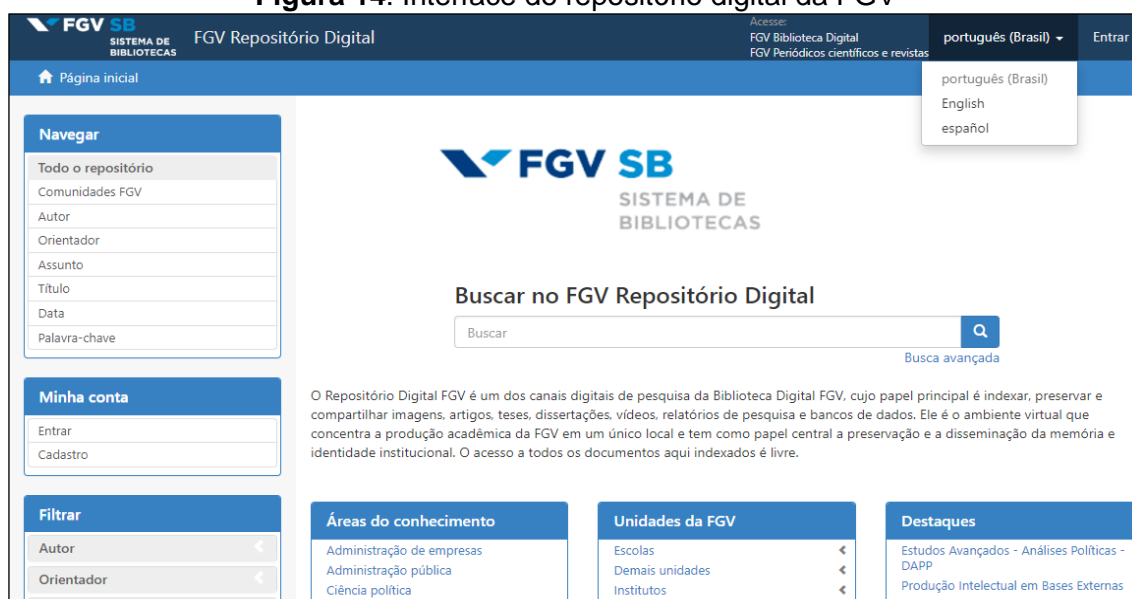 Figura 14. Interface do repositório digital da FGV
FGV SB
SISTEMA DE
BIBLIOTECAS
FGV Repositório Digital
Acesse:
FGV Biblioteca Digital
FGV Periódicos científicos e revistas
português (Brasil)
Entrar
Página inicial
português (Brasil)
English
español
Navegar
Todo o repositório
Comunidades FGV
Autor
Orientador
Assunto
Título
Data
Palavra-chave
FGV SB
SISTEMA DE
BIBLIOTECAS
Buscar no FGV Repositório Digital
Buscar
Busca avançada
Minha conta
Entrar
Cadastro
O Repositório Digital FGV é um dos canais digitais de pesquisa da Biblioteca Digital FGV, cujo papel principal é indexar, preservar e
compartilhar imagens, artigos, teses, dissertações, vídeos, relatórios de pesquisa e bancos de dados. Ele é o ambiente virtual que
concentra a produção acadêmica da FGV em um único local e tem como papel central a preservação e a disseminação da memória e
identidade institucional. O acesso a todos os documentos aqui indexados é livre.
Filtrar
Autor
Orientador
Áreas do conhecimento
Administração de empresas
Administração pública
Ciência política
Unidades da FGV
Escolas
Demais unidades
Institutos
Destaques
Estudos Avançados - Análises Políticas -
DAPP
Produção Intelectual em Bases Externas